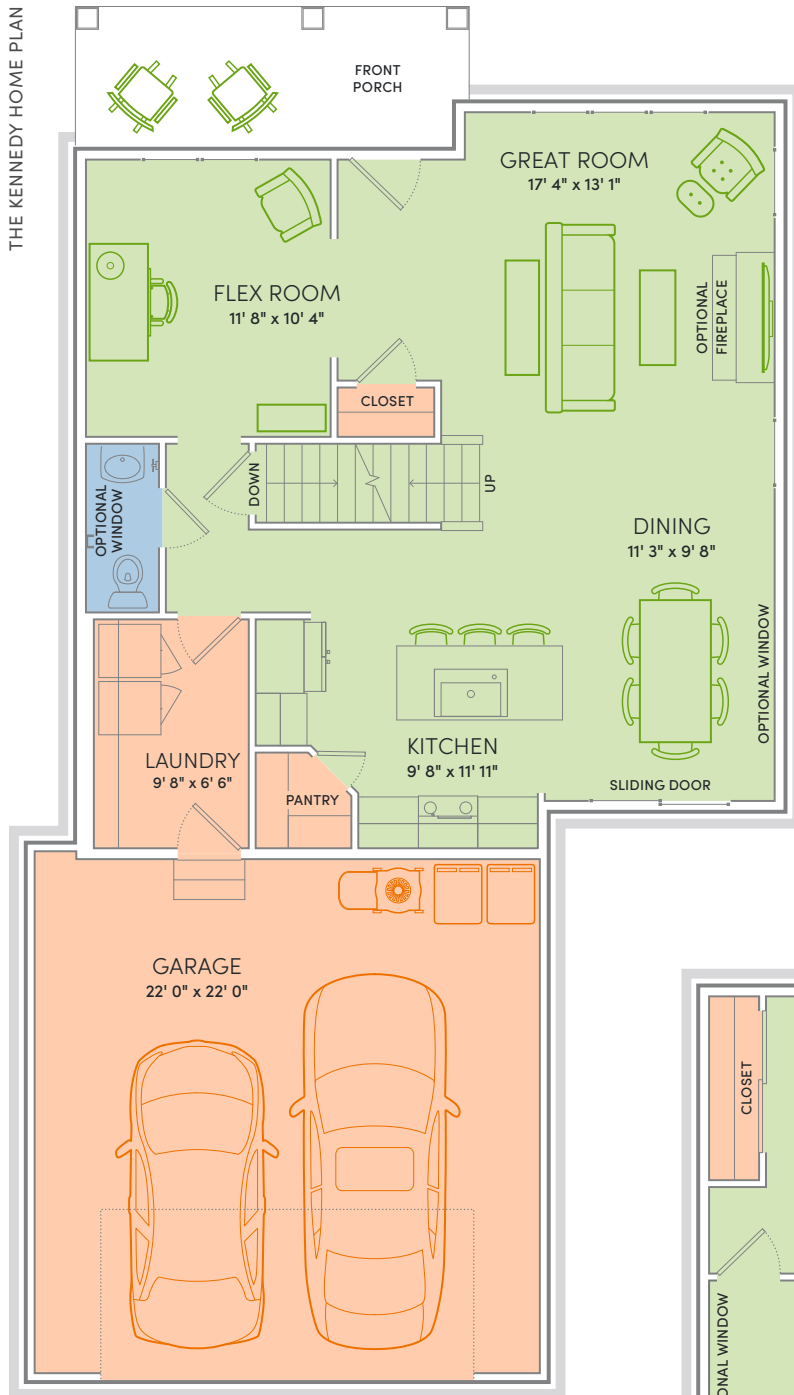 THE KENNEDY HOME PLAN
FRONT
PORCH
GREAT ROOM
17' 4" x 13' 1"
FLEX ROOM
11' 8" x 10' 4"
OPTIONAL
FIREPLACE
CLOSET
DOWN
UP
OPTIONAL
WINDOW
DINING
11' 3" x 9' 8"
OPTIONAL WINDOW
KITCHEN
9' 8" x 11' 11"
LAUNDRY
9' 8" x 6' 6"
PANTRY
SLIDING DOOR
GARAGE
22' 0" x 22' 0"
CLOSET
ONAL WINDOW